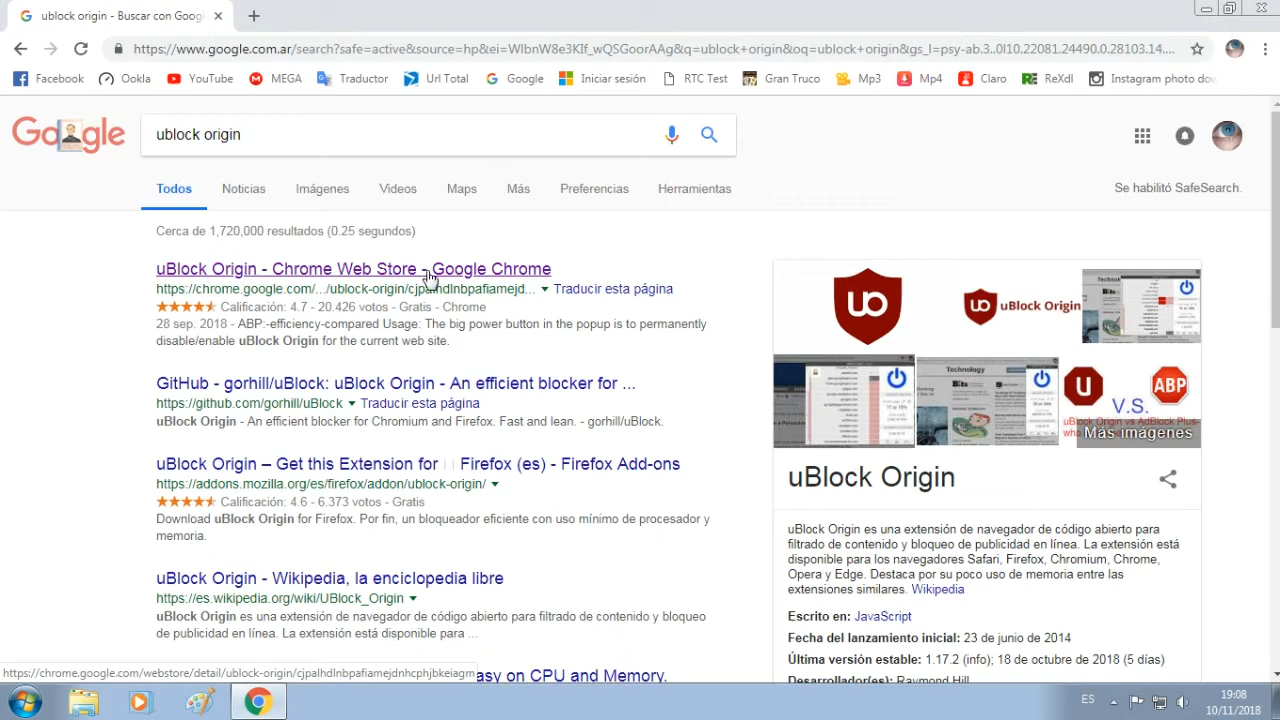 ublock origin - Buscar con Goog
https://www.google.com.ar/search?safe=active&source=hp&ei=WIbnW8e3KIf_wQSGoorAAg&q=ublock+origin&oq=ublock+origin&gs_l=psy-ab.3..0l10.22081.24490.0.28103.14....
Facebook Ookla YouTube MEGA Traductor Url Total Google Iniciar sesión RTC Test Gran Truco Mp3 Mp4 Claro ReXdl Instagram photo dow
Google
ublock origin
Todos Noticias Imágenes Videos Maps Más Preferencias Herramientas
Se habilitó SafeSearch.
Cerca de 1,720,000 resultados (0.25 segundos)
uBlock Origin - Chrome Web Store - Google Chrome
https://chrome.google.com/.../ublock-origin/cjpalhdlnbpafiamejd... Traducir esta página
Calificación: 4.7 - 20.426 votos - Gratis - Chrome
28 sep. 2018 - ABP: efficiency-compared Usage. The big power button in the popup is to permanently
disable/enable uBlock Origin for the current web site.
GitHub - gorhill/uBlock: uBlock Origin - An efficient blocker for ...
https://github.com/gorhill/uBlock Traducir esta página
uBlock Origin - An efficient blocker for Chromium and Firefox. Fast and lean. - gorhill/uBlock.
uBlock Origin – Get this Extension for Firefox (es) - Firefox Add-ons
https://addons.mozilla.org/es/firefox/addon/ublock-origin/
Calificación: 4.6 - 6.373 votos - Gratis
Download uBlock Origin for Firefox. Por fin, un bloqueador eficiente con uso mínimo de procesador y
memoria.
uBlock Origin - Wikipedia, la enciclopedia libre
https://es.wikipedia.org/wiki/UBlock_Origin
uBlock Origin es una extensión de navegador de código abierto para filtrado de contenido y bloqueo
de publicidad en línea. La extensión está disponible para ...
asy on CPU and Memory.
https://chrome.google.com/webstore/detail/ublock-origin/cjpalhdlnbpafiamejdnhcphjbkeiagm
uBlock Origin
Technology
Technology
ABP
V.S.
uBlock Origin vs AdBlock Plus-
Más imágenes
uBlock Origin
uBlock Origin es una extensión de navegador de código abierto para
filtrado de contenido y bloqueo de publicidad en línea. La extensión está
disponible para los navegadores Safari, Firefox, Chromium, Chrome,
Opera y Edge. Destaca por su poco uso de memoria entre las
extensiones similares. Wikipedia
Escrito en: JavaScript
Fecha del lanzamiento inicial: 23 de junio de 2014
Última versión estable: 1.17.2 (info); 18 de octubre de 2018 (5 días)
Desarrollador(es): Raymond Hill
ES
19:08
10/11/2018